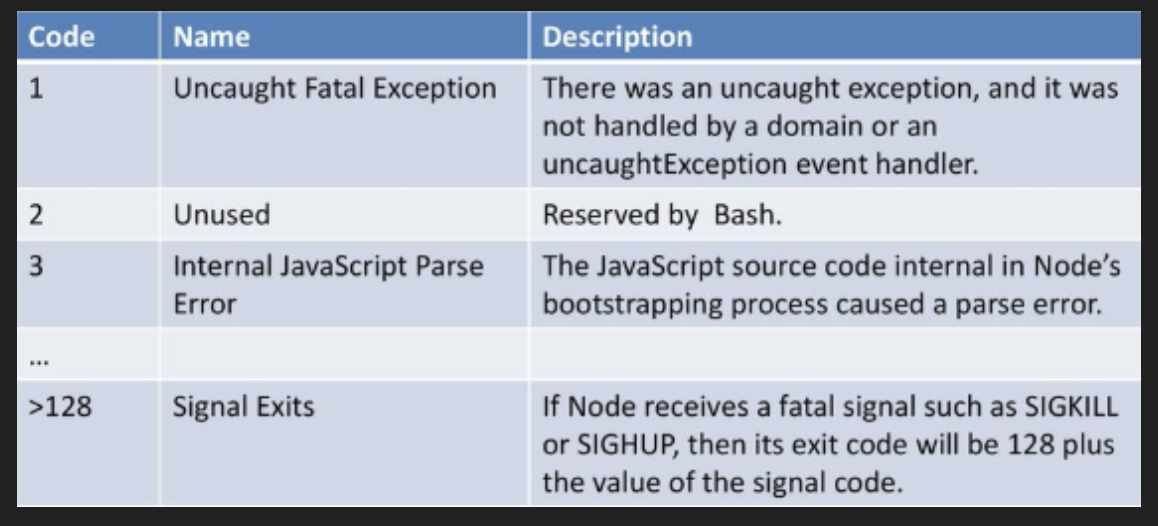 Code Name Description
1 Uncaught Fatal Exception There was an uncaught exception, and it was
not handled by a domain or an
uncaughtException event handler.
2 Unused Reserved by Bash.
3 Internal JavaScript Parse The JavaScript source code internal in Node’s
Error bootstrapping process caused a parse error.
...
>128 Signal Exits If Node receives a fatal signal such as SIGKILL
or SIGHUP, then its exit code will be 128 plus
the value of the signal code.